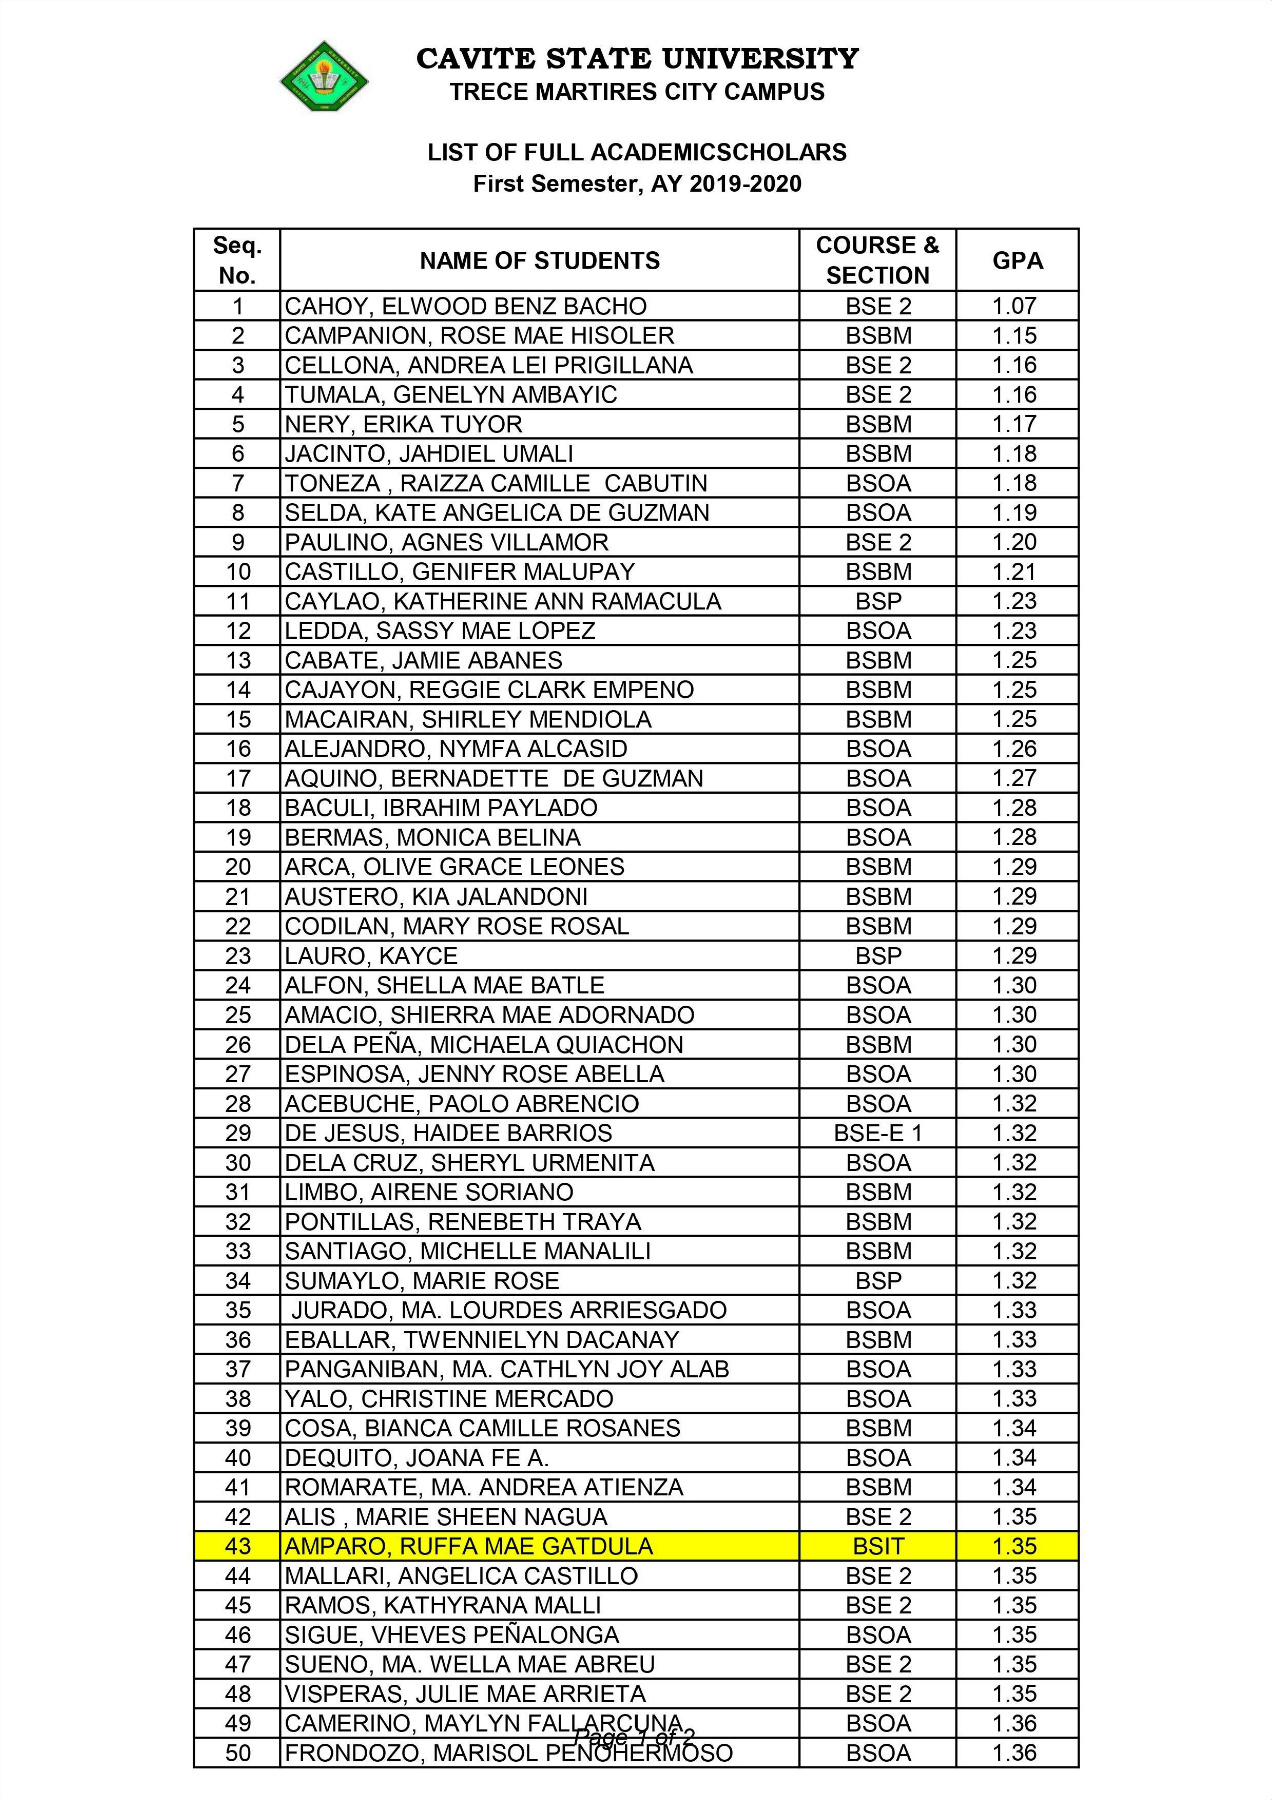 CAVITE STATE UNIVERSITY
TRECE MARTIRES CITY CAMPUS
LIST OF FULL ACADEMICSCHOLARS
First Semester, AY 2019-2020
Seq. No. NAME OF STUDENTS COURSE & SECTION GPA
1 CAHOY, ELWOOD BENZ BACHO BSE 2 1.07
2 CAMPANION, ROSE MAE HISOLER BSBM 1.15
3 CELLONA, ANDREA LEI PRIGILLANA BSE 2 1.16
4 TUMALA, GENELYN AMBAYIC BSE 2 1.16
5 NERY, ERIKA TUYOR BSBM 1.17
6 JACINTO, JAHDIEL UMALI BSBM 1.18
7 TONEZA , RAIZZA CAMILLE  CABUTIN BSOA 1.18
8 SELDA, KATE ANGELICA DE GUZMAN BSOA 1.19
9 PAULINO, AGNES VILLAMOR BSE 2 1.20
10 CASTILLO, GENIFER MALUPAY BSBM 1.21
11 CAYLAO, KATHERINE ANN RAMACULA BSP 1.23
12 LEDDA, SASSY MAE LOPEZ BSOA 1.23
13 CABATE, JAMIE ABANES BSBM 1.25
14 CAJAYON, REGGIE CLARK EMPENO BSBM 1.25
15 MACAIRAN, SHIRLEY MENDIOLA BSBM 1.25
16 ALEJANDRO, NYMFA ALCASID BSOA 1.26
17 AQUINO, BERNADETTE  DE GUZMAN BSOA 1.27
18 BACULI, IBRAHIM PAYLADO BSOA 1.28
19 BERMAS, MONICA BELINA BSOA 1.28
20 ARCA, OLIVE GRACE LEONES BSBM 1.29
21 AUSTERO, KIA JALANDONI BSBM 1.29
22 CODILAN, MARY ROSE ROSAL BSBM 1.29
23 LAURO, KAYCE BSP 1.29
24 ALFON, SHELLA MAE BATLE BSOA 1.30
25 AMACIO, SHIERRA MAE ADORNADO BSOA 1.30
26 DELA PEÑA, MICHAELA QUIACHON BSBM 1.30
27 ESPINOSA, JENNY ROSE ABELLA BSOA 1.30
28 ACEBUCHE, PAOLO ABRENCIO BSOA 1.32
29 DE JESUS, HAIDEE BARRIOS BSE-E 1 1.32
30 DELA CRUZ, SHERYL URMENITA BSOA 1.32
31 LIMBO, AIRENE SORIANO BSBM 1.32
32 PONTILLAS, RENEBETH TRAYA BSBM 1.32
33 SANTIAGO, MICHELLE MANALILI BSBM 1.32
34 SUMAYLO, MARIE ROSE BSP 1.32
35 JURADO, MA. LOURDES ARRIESGADO BSOA 1.33
36 EBALLAR, TWENNIELYN DACANAY BSBM 1.33
37 PANGANIBAN, MA. CATHLYN JOY ALAB BSOA 1.33
38 YALO, CHRISTINE MERCADO BSOA 1.33
39 COSA, BIANCA CAMILLE ROSANES BSBM 1.34
40 DEQUITO, JOANA FE A. BSOA 1.34
41 ROMARATE, MA. ANDREA ATIENZA BSBM 1.34
42 ALIS , MARIE SHEEN NAGUA BSE 2 1.35
43 AMPARO, RUFFA MAE GATDULA BSIT 1.35
44 MALLARI, ANGELICA CASTILLO BSE 2 1.35
45 RAMOS, KATHYRANA MALLI BSE 2 1.35
46 SIGUE, VHEVES PEÑALONGA BSOA 1.35
47 SUENO, MA. WELLA MAE ABREU BSE 2 1.35
48 VISPERAS, JULIE MAE ARRIETA BSE 2 1.35
49 CAMERINO, MAYLYN FALLARCUNA BSOA 1.36
Page 1 of 2
50 FRONDOZO, MARISOL PENOHERMOSO BSOA 1.36